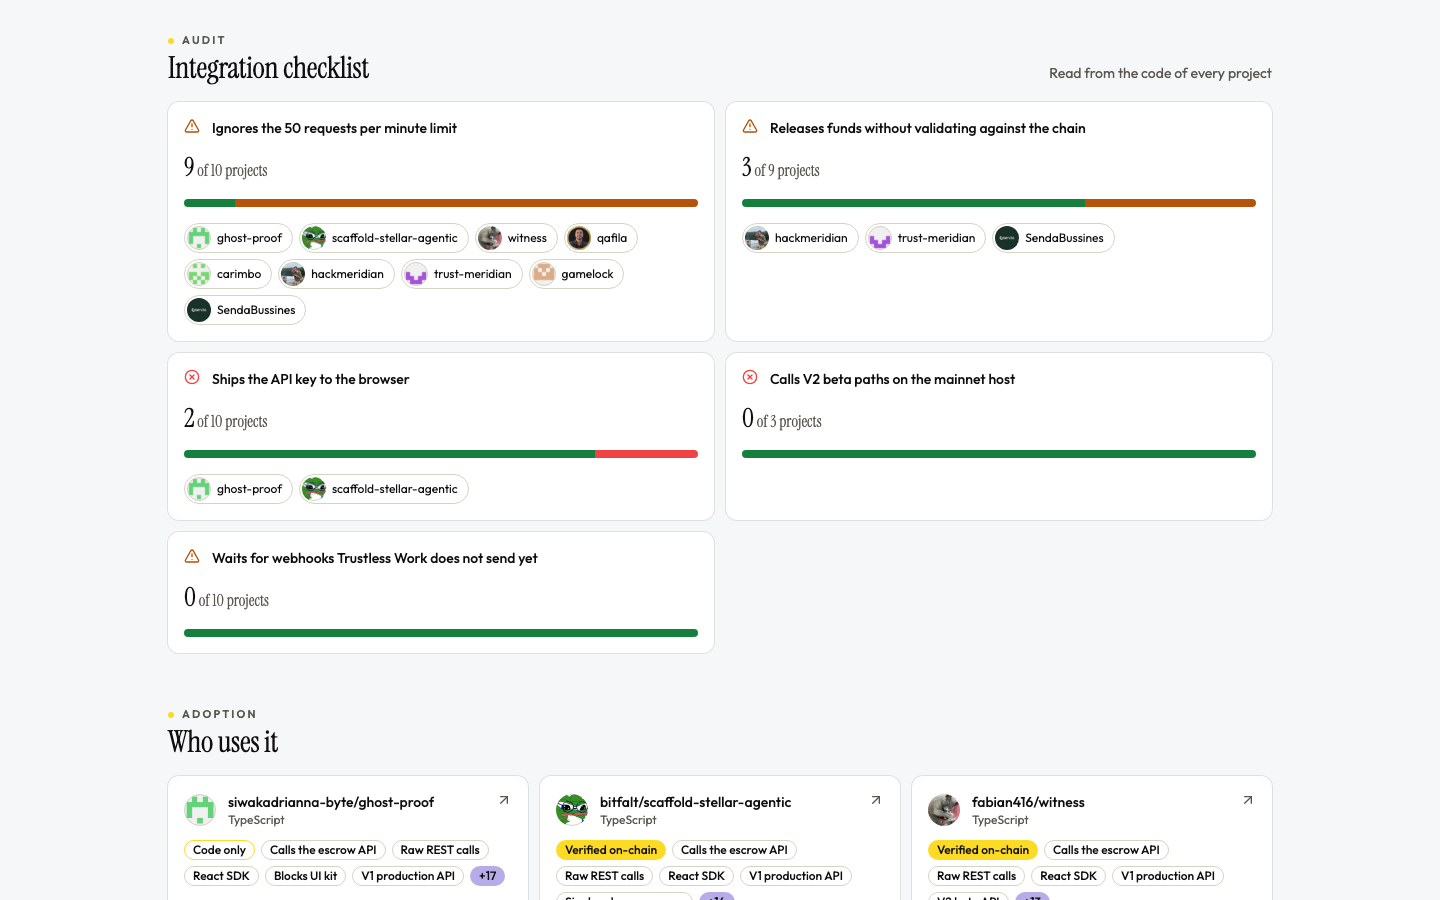 AUDIT
Integration checklist
Read from the code of every project
Ignores the 50 requests per minute limit
9 of 10 projects
ghost-proof
scaffold-stellar-agentic
witness
qafila
carimbo
hackmeridian
trust-meridian
gamelock
SendaBussines
Releases funds without validating against the chain
3 of 9 projects
hackmeridian
trust-meridian
SendaBussines
Ships the API key to the browser
2 of 10 projects
ghost-proof
scaffold-stellar-agentic
Calls V2 beta paths on the mainnet host
0 of 3 projects
Waits for webhooks Trustless Work does not send yet
0 of 10 projects
ADOPTION
Who uses it
siwakadrianna-byte/ghost-proof
TypeScript
Code only
Calls the escrow API
Raw REST calls
React SDK
Blocks UI kit
V1 production API
+17
bitfalt/scaffold-stellar-agentic
TypeScript
Verified on-chain
Calls the escrow API
Raw REST calls
React SDK
V1 production API
fabian416/witness
TypeScript
Verified on-chain
Calls the escrow API
Raw REST calls
React SDK
V1 production API